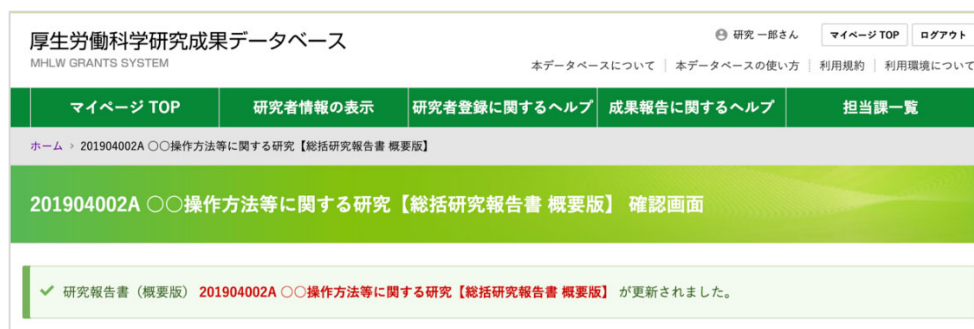 厚生労働科学研究成果データベース
MHLW GRANTS SYSTEM
研究 一郎さん
マイページ TOP
ログアウト
本データベースについて
本データベースの使い方
利用規約
利用環境について
マイページ TOP
研究者情報の表示
研究者登録に関するヘルプ
成果報告に関するヘルプ
担当課一覧
ホーム > 201904002A 〇〇操作方法等に関する研究【総括研究報告書 概要版】
201904002A 〇〇操作方法等に関する研究【総括研究報告書 概要版】 確認画面
研究報告書（概要版） 201904002A 〇〇操作方法等に関する研究【総括研究報告書 概要版】 が更新されました。